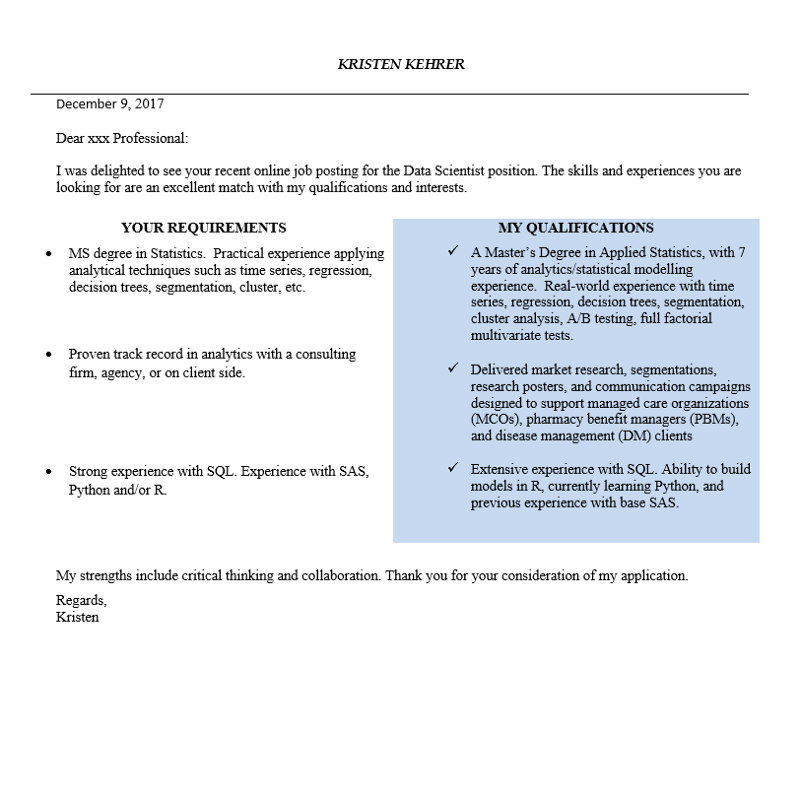 KRISTEN KEHRER
December 9, 2017
Dear xxx Professional:
I was delighted to see your recent online job posting for the Data Scientist position. The skills and experiences you are
looking for are an excellent match with my qualifications and interests.
YOUR REQUIREMENTS
• MS degree in Statistics. Practical experience applying
analytical techniques such as time series, regression,
decision trees, segmentation, cluster, etc.
• Proven track record in analytics with a consulting
firm, agency, or on client side.
• Strong experience with SQL. Experience with SAS,
Python and/or R.
MY QUALIFICATIONS
✓ A Master's Degree in Applied Statistics, with 7
years of analytics/statistical modelling
experience. Real-world experience with time
series, regression, decision trees, segmentation,
cluster analysis, A/B testing, full factorial
multivariate tests.
✓ Delivered market research, segmentations,
research posters, and communication campaigns
designed to support managed care organizations
(MCOs), pharmacy benefit managers (PBMs),
and disease management (DM) clients
✓ Extensive experience with SQL. Ability to build
models in R, currently learning Python, and
previous experience with base SAS.
My strengths include critical thinking and collaboration. Thank you for your consideration of my application.
Regards,
Kristen